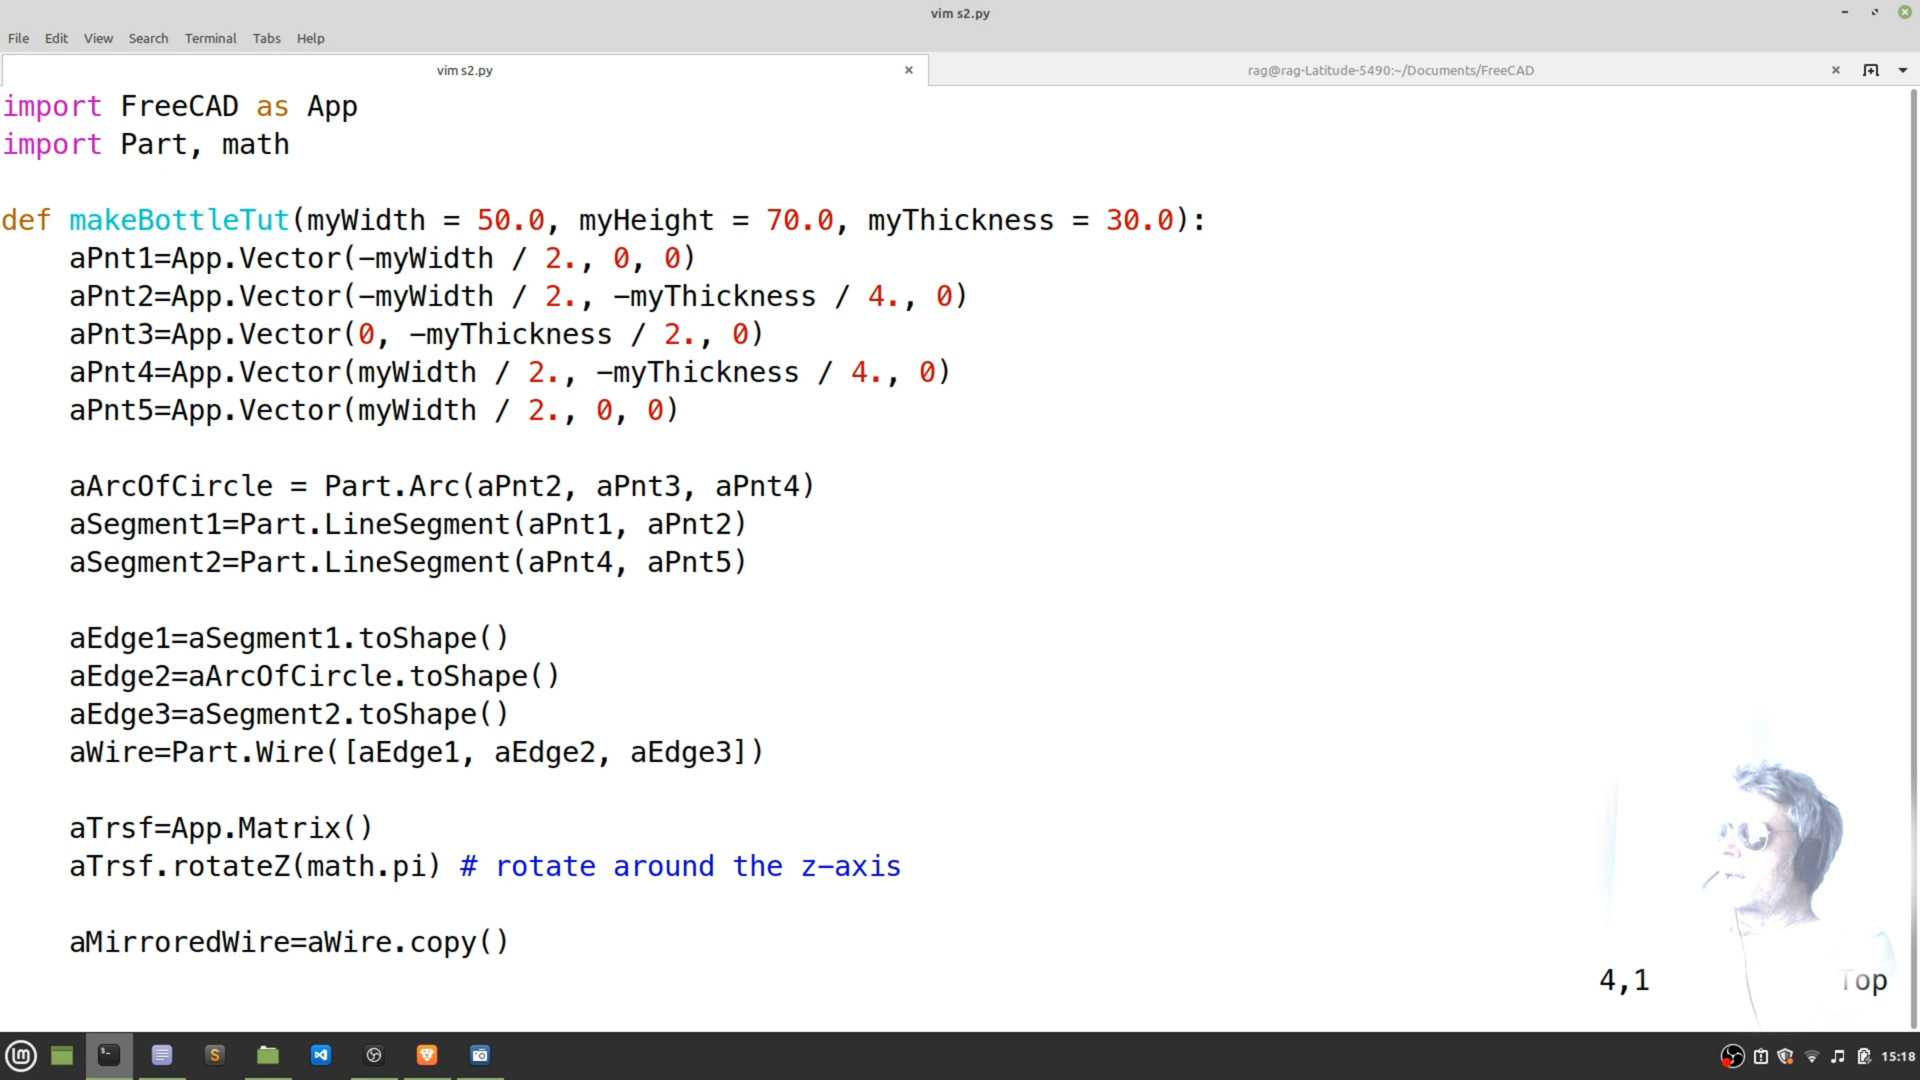 vim s2.py
File Edit View Search Terminal Tabs Help
vim s2.py
rag@rag-Latitude-5490:~/Documents/FreeCAD
import FreeCAD as App
import Part, math
def makeBottleTut(myWidth = 50.0, myHeight = 70.0, myThickness = 30.0):
aPnt1=App.Vector(-myWidth / 2., 0, 0)
aPnt2=App.Vector(-myWidth / 2., -myThickness / 4., 0)
aPnt3=App.Vector(0, -myThickness / 2., 0)
aPnt4=App.Vector(myWidth / 2., -myThickness / 4., 0)
aPnt5=App.Vector(myWidth / 2., 0, 0)
aArcOfCircle = Part.Arc(aPnt2, aPnt3, aPnt4)
aSegment1=Part.LineSegment(aPnt1, aPnt2)
aSegment2=Part.LineSegment(aPnt4, aPnt5)
aEdge1=aSegment1.toShape()
aEdge2=aArcOfCircle.toShape()
aEdge3=aSegment2.toShape()
aWire=Part.Wire([aEdge1, aEdge2, aEdge3])
aTrsf=App.Matrix()
aTrsf.rotateZ(math.pi) # rotate around the z-axis
aMirroredWire=aWire.copy()
4,1 Top
15:18